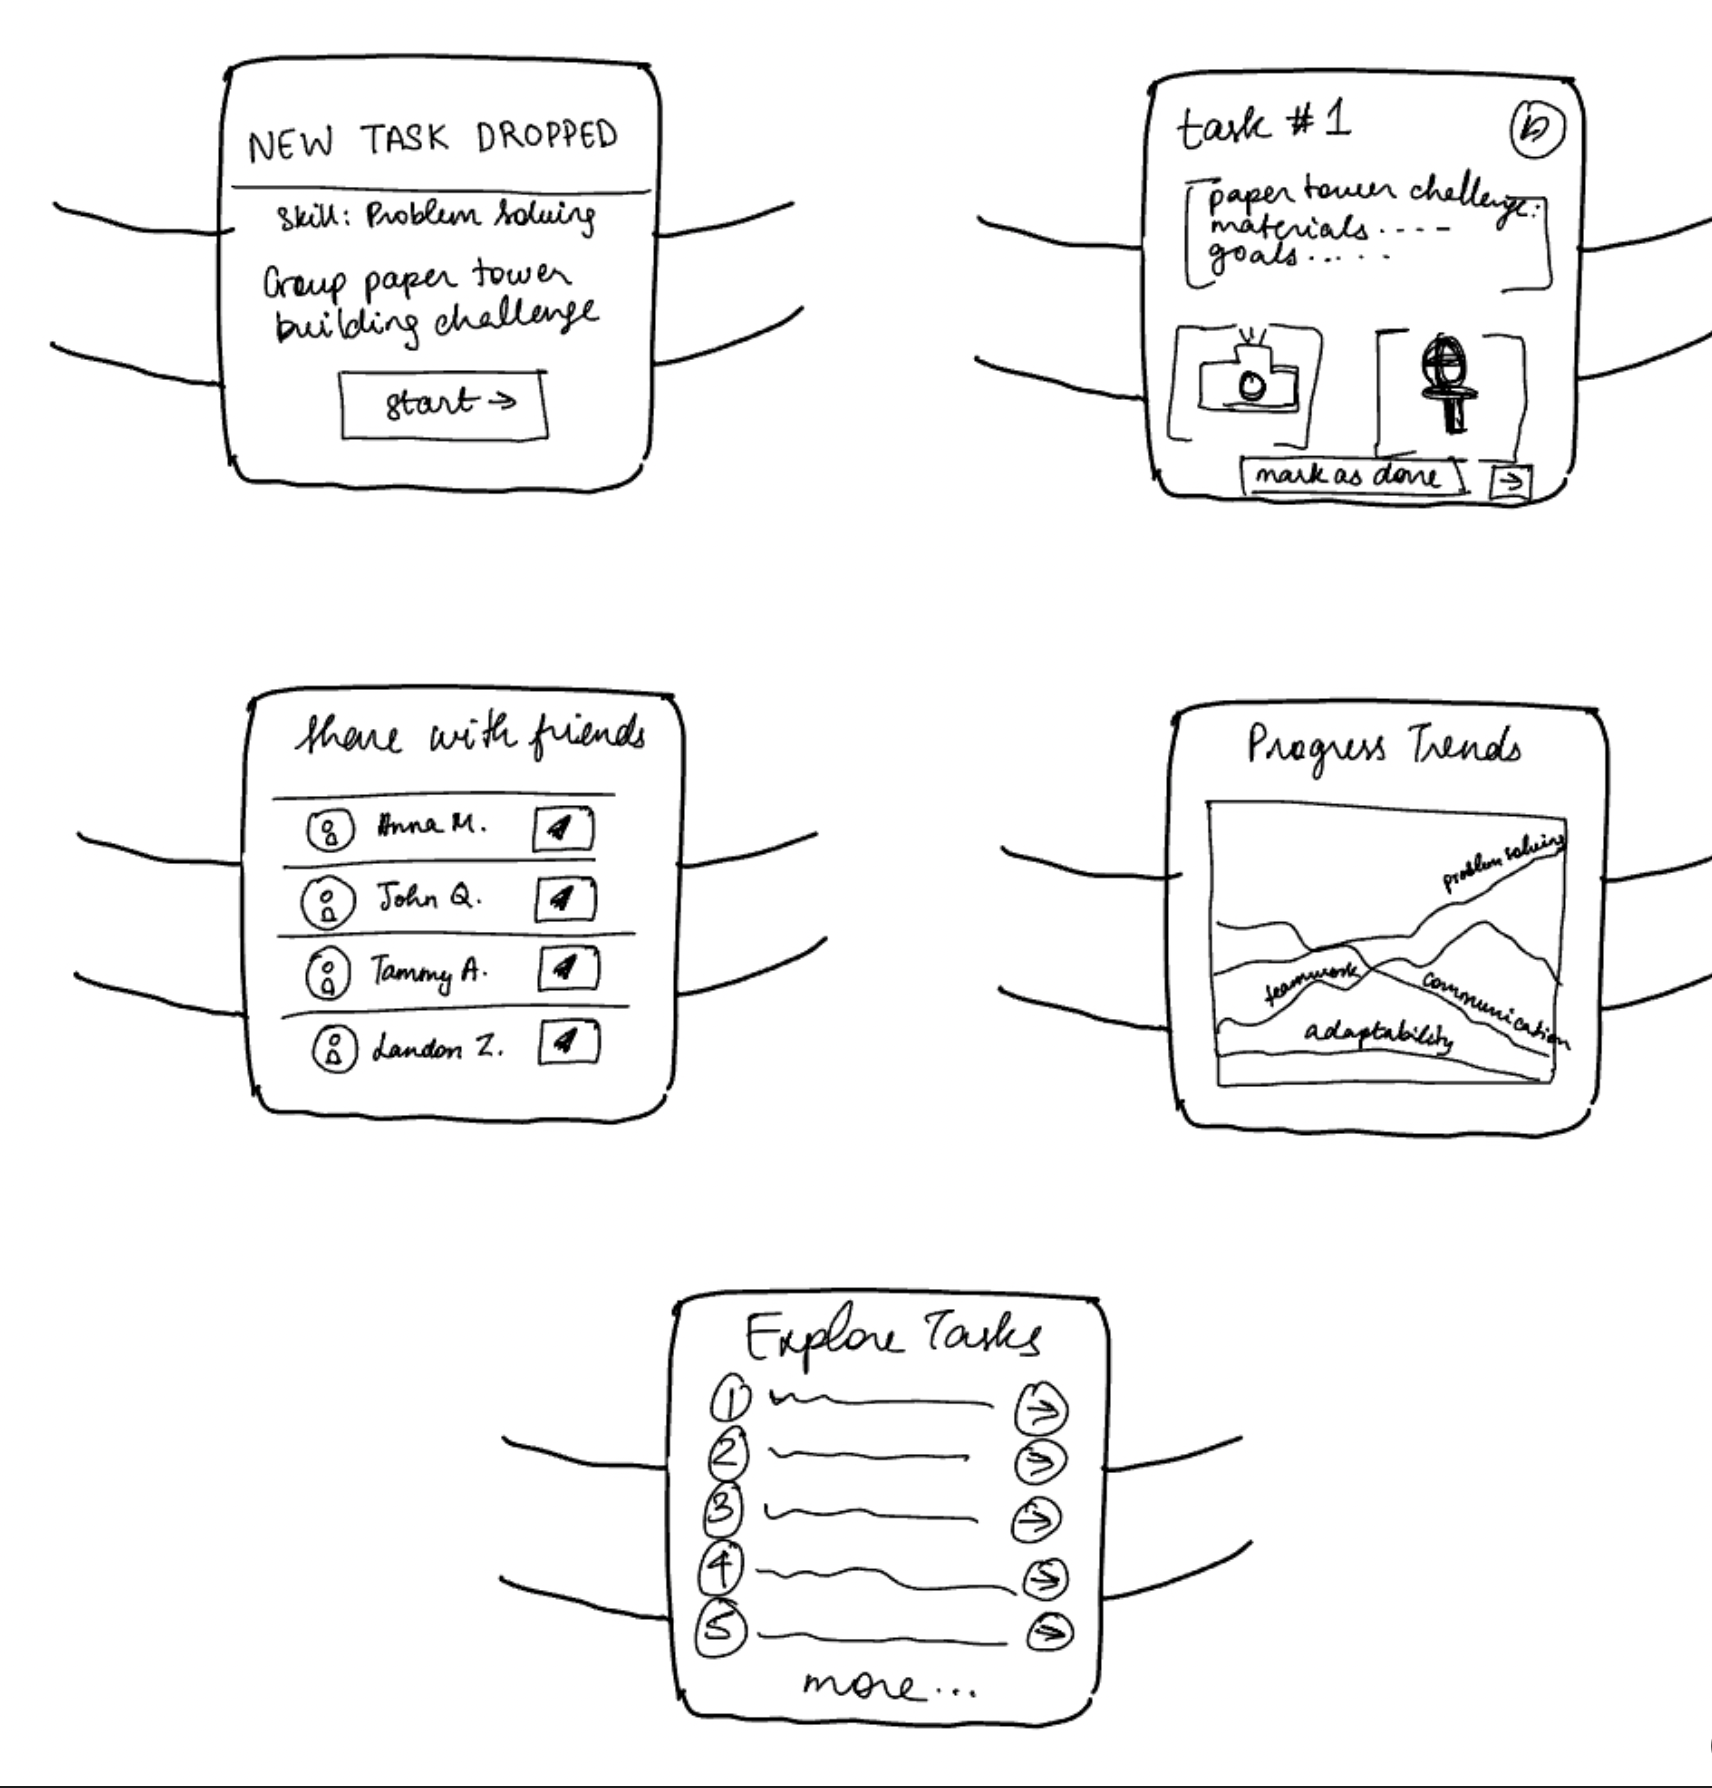 NEW TASK DROPPED
Skill: Problem Solving
Group paper tower
building challenge
start →
task #1
paper tower challenge:
materials ----
goals .....
mark as done →
Share with friends
Anna M.
John Q.
Tammy A.
Landon Z.
Progress Trends
problem solving
teamwork
communication
adaptability
Explore Tasks
1 →
2 →
3 →
4 →
5 →
more...